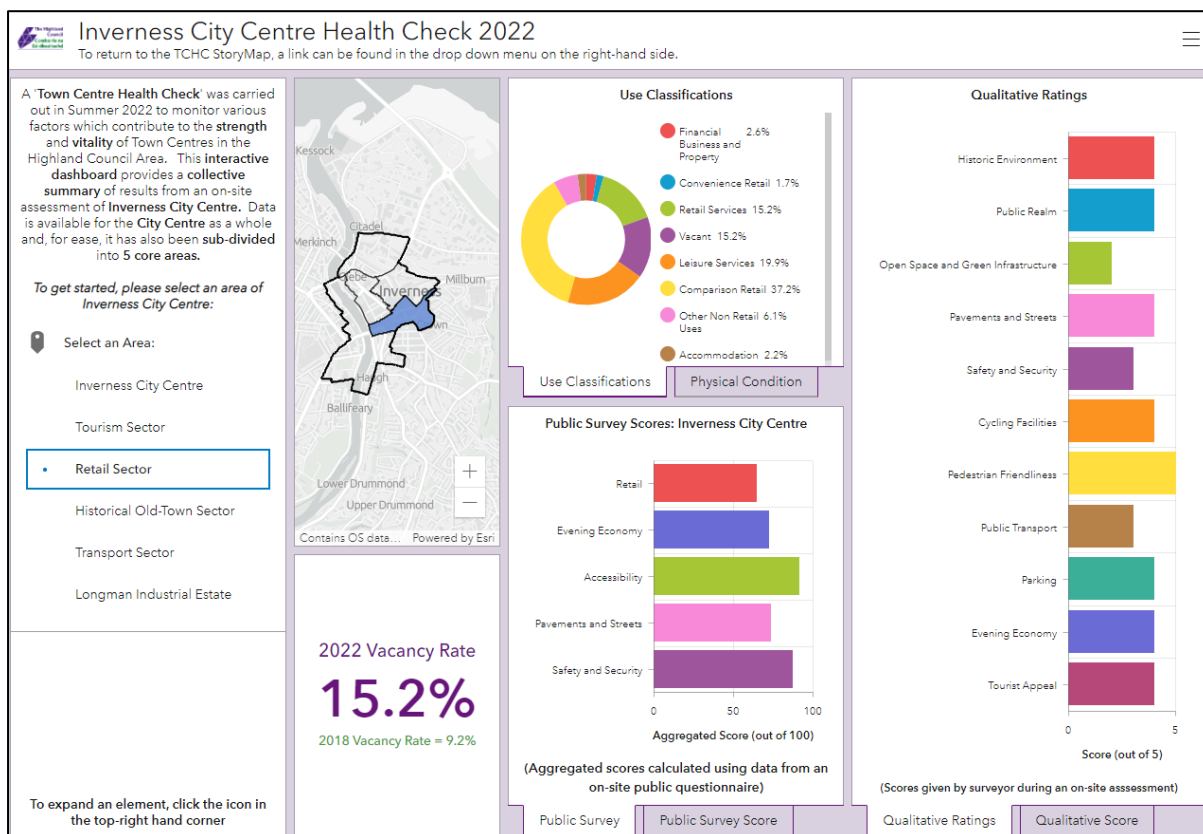 The Highland
Council
Inverness City Centre Health Check 2022
To return to the TCHC StoryMap, a link can be found in the drop down menu on the right-hand side.
A 'Town Centre Health Check' was carried
out in Summer 2022 to monitor various
factors which contribute to the strength
and vitality of Town Centres in the
Highland Council Area. This interactive
dashboard provides a collective
summary of results from an on-site
assessment of Inverness City Centre. Data
is available for the City Centre as a whole
and, for ease, it has also been sub-divided
into 5 core areas.
To get started, please select an area of
Inverness City Centre:
Select an Area:
Inverness City Centre
Tourism Sector
Retail Sector
Historical Old-Town Sector
Transport Sector
Longman Industrial Estate
To expand an element, click the icon in
the top-right hand corner
Kessock
Citadel
Merkinch
Millburn
Inverness
Haugh
Ballifeary
Lower Drummond
Upper Drummond
+
−
Contains OS data... Powered by Esri
2022 Vacancy Rate
15.2%
2018 Vacancy Rate = 9.2%
Use Classifications
Financial 2.6%
Business and
Property
Convenience Retail 1.7%
Retail Services 15.2%
Vacant 15.2%
Leisure Services 19.9%
Comparison Retail 37.2%
Other Non Retail 6.1%
Uses
Accommodation 2.2%
Use Classifications
Physical Condition
Public Survey Scores: Inverness City Centre
Retail
Evening Economy
Accessibility
Pavements and Streets
Safety and Security
0 50 100
Aggregated Score (out of 100)
(Aggregated scores calculated using data from an
on-site public questionnaire)
Public Survey
Public Survey Score
Qualitative Ratings
Historic Environment
Public Realm
Open Space and Green Infrastructure
Pavements and Streets
Safety and Security
Cycling Facilities
Pedestrian Friendliness
Public Transport
Parking
Evening Economy
Tourist Appeal
0 5
Score (out of 5)
(Scores given by surveyor during an on-site asssessment)
Qualitative Ratings
Qualitative Score